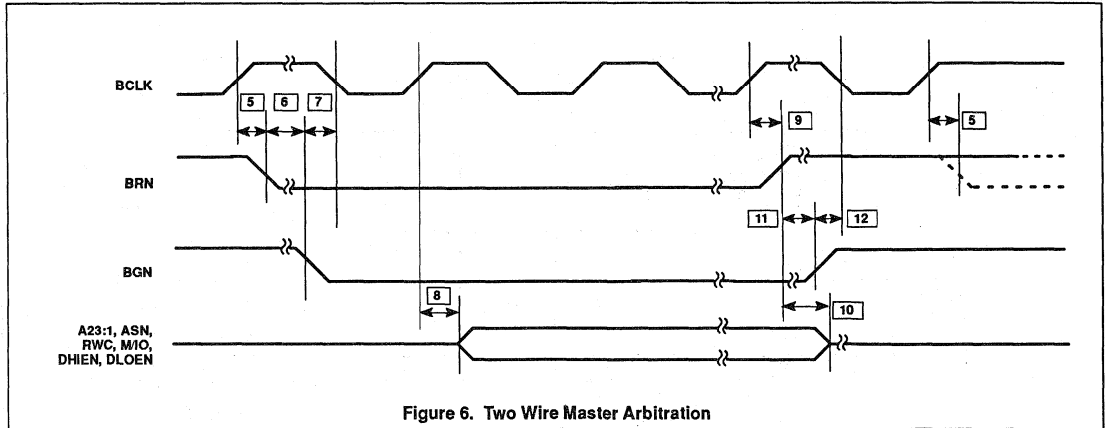 BCLK
5 6 7
9
5
BRN
11
12
BGN
8
10
A23:1, ASN,
RWC, M/IO,
DHIEN, DLOEN
Figure 6. Two Wire Master Arbitration